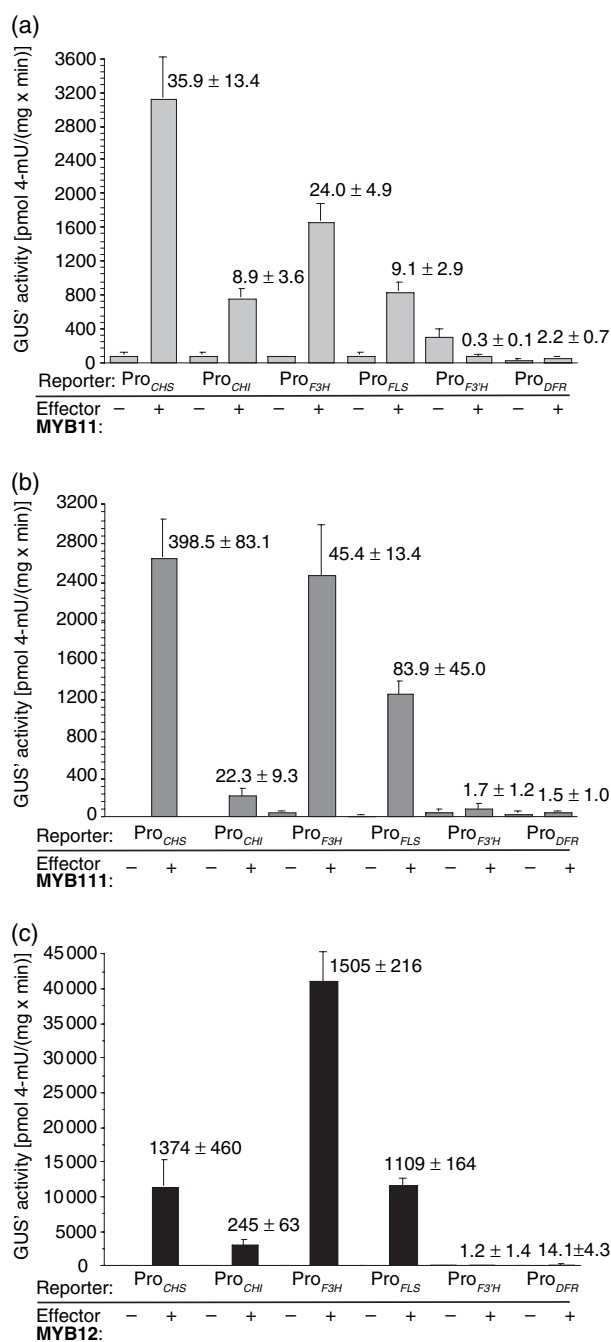 (a)
GUS' activity [pmol 4-mU/(mg x min)]
3600
3200
2800
2400
2000
1600
1200
800
400
0
35.9 ± 13.4
8.9 ± 3.6
24.0 ± 4.9
9.1 ± 2.9
0.3 ± 0.1
2.2 ± 0.7
Reporter: ProCHS ProCHI ProF3H ProFLS ProF3'H ProDFR
Effector − + − + − + − + − + − +
MYB11:
(b)
GUS' activity [pmol 4-mU/(mg x min)]
3200
2800
2400
2000
1600
1200
800
400
0
398.5 ± 83.1
22.3 ± 9.3
45.4 ± 13.4
83.9 ± 45.0
1.7 ± 1.2
1.5 ± 1.0
Reporter: ProCHS ProCHI ProF3H ProFLS ProF3'H ProDFR
Effector − + − + − + − + − + − +
MYB111:
(c)
GUS' activity [pmol 4-mU/(mg x min)]
45 000
40 000
35 000
30 000
25 000
20 000
15 000
10 000
5000
0
1374 ± 460
245 ± 63
1505 ± 216
1109 ± 164
1.2 ± 1.4
14.1±4.3
Reporter: ProCHS ProCHI ProF3H ProFLS ProF3'H ProDFR
Effector − + − + − + − + − + − +
MYB12: